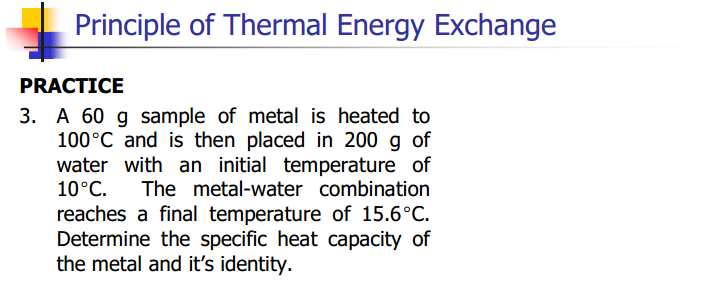 Principle of Thermal Energy Exchange
PRACTICE
3. A 60 g sample of metal is heated to
100°C and is then placed in 200 g of
water with an initial temperature of
10°C. The metal-water combination
reaches a final temperature of 15.6°C.
Determine the specific heat capacity of
the metal and it’s identity.